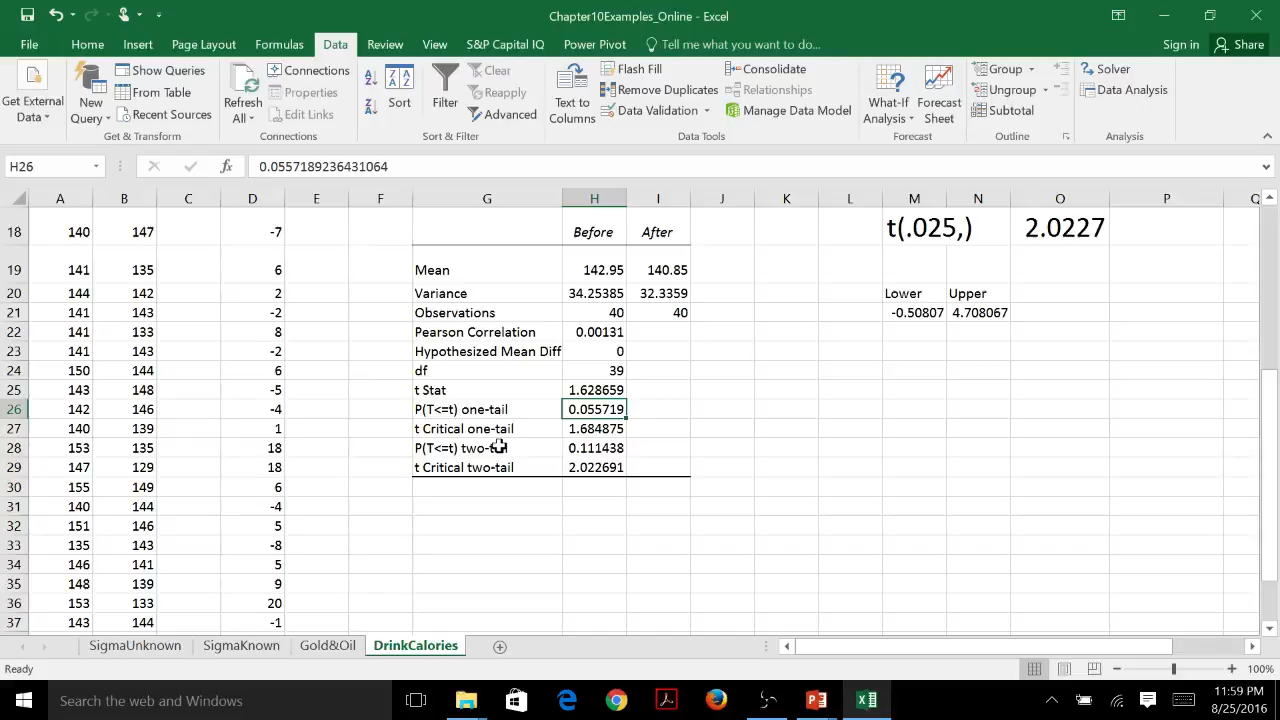 Chapter10Examples_Online - Excel
File Home Insert Page Layout Formulas Data Review View S&P Capital IQ Power Pivot Tell me what you want to do... Sign in Share
Get External Data
New Query
Show Queries
From Table
Recent Sources
Get & Transform
Refresh All
Connections
Properties
Edit Links
Connections
Sort
Filter
Clear
Reapply
Advanced
Sort & Filter
Text to Columns
Flash Fill
Remove Duplicates
Data Validation
Consolidate
Relationships
Manage Data Model
Data Tools
What-If Analysis
Forecast Sheet
Forecast
Group
Ungroup
Subtotal
Outline
Solver
Data Analysis
Analysis
H26 fx 0.0557189236431064
A B C D E F G H I J K L M N O P Q
18 140 147 -7 Before After t(.025,) 2.0227
19 141 135 6 Mean 142.95 140.85
20 144 142 2 Variance 34.25385 32.3359 Lower Upper
21 141 143 -2 Observations 40 40 -0.50807 4.708067
22 141 133 8 Pearson Correlation 0.00131
23 141 143 -2 Hypothesized Mean Diff 0
24 150 144 6 df 39
25 143 148 -5 t Stat 1.628659
26 142 146 -4 P(T<=t) one-tail 0.055719
27 140 139 1 t Critical one-tail 1.684875
28 153 135 18 P(T<=t) two-tail 0.111438
29 147 129 18 t Critical two-tail 2.022691
30 155 149 6
31 140 144 -4
32 151 146 5
33 135 143 -8
34 146 141 5
35 148 139 9
36 153 133 20
37 143 144 -1
SigmaUnknown SigmaKnown Gold&Oil DrinkCalories
Ready 100%
Search the web and Windows
11:59 PM
8/25/2016